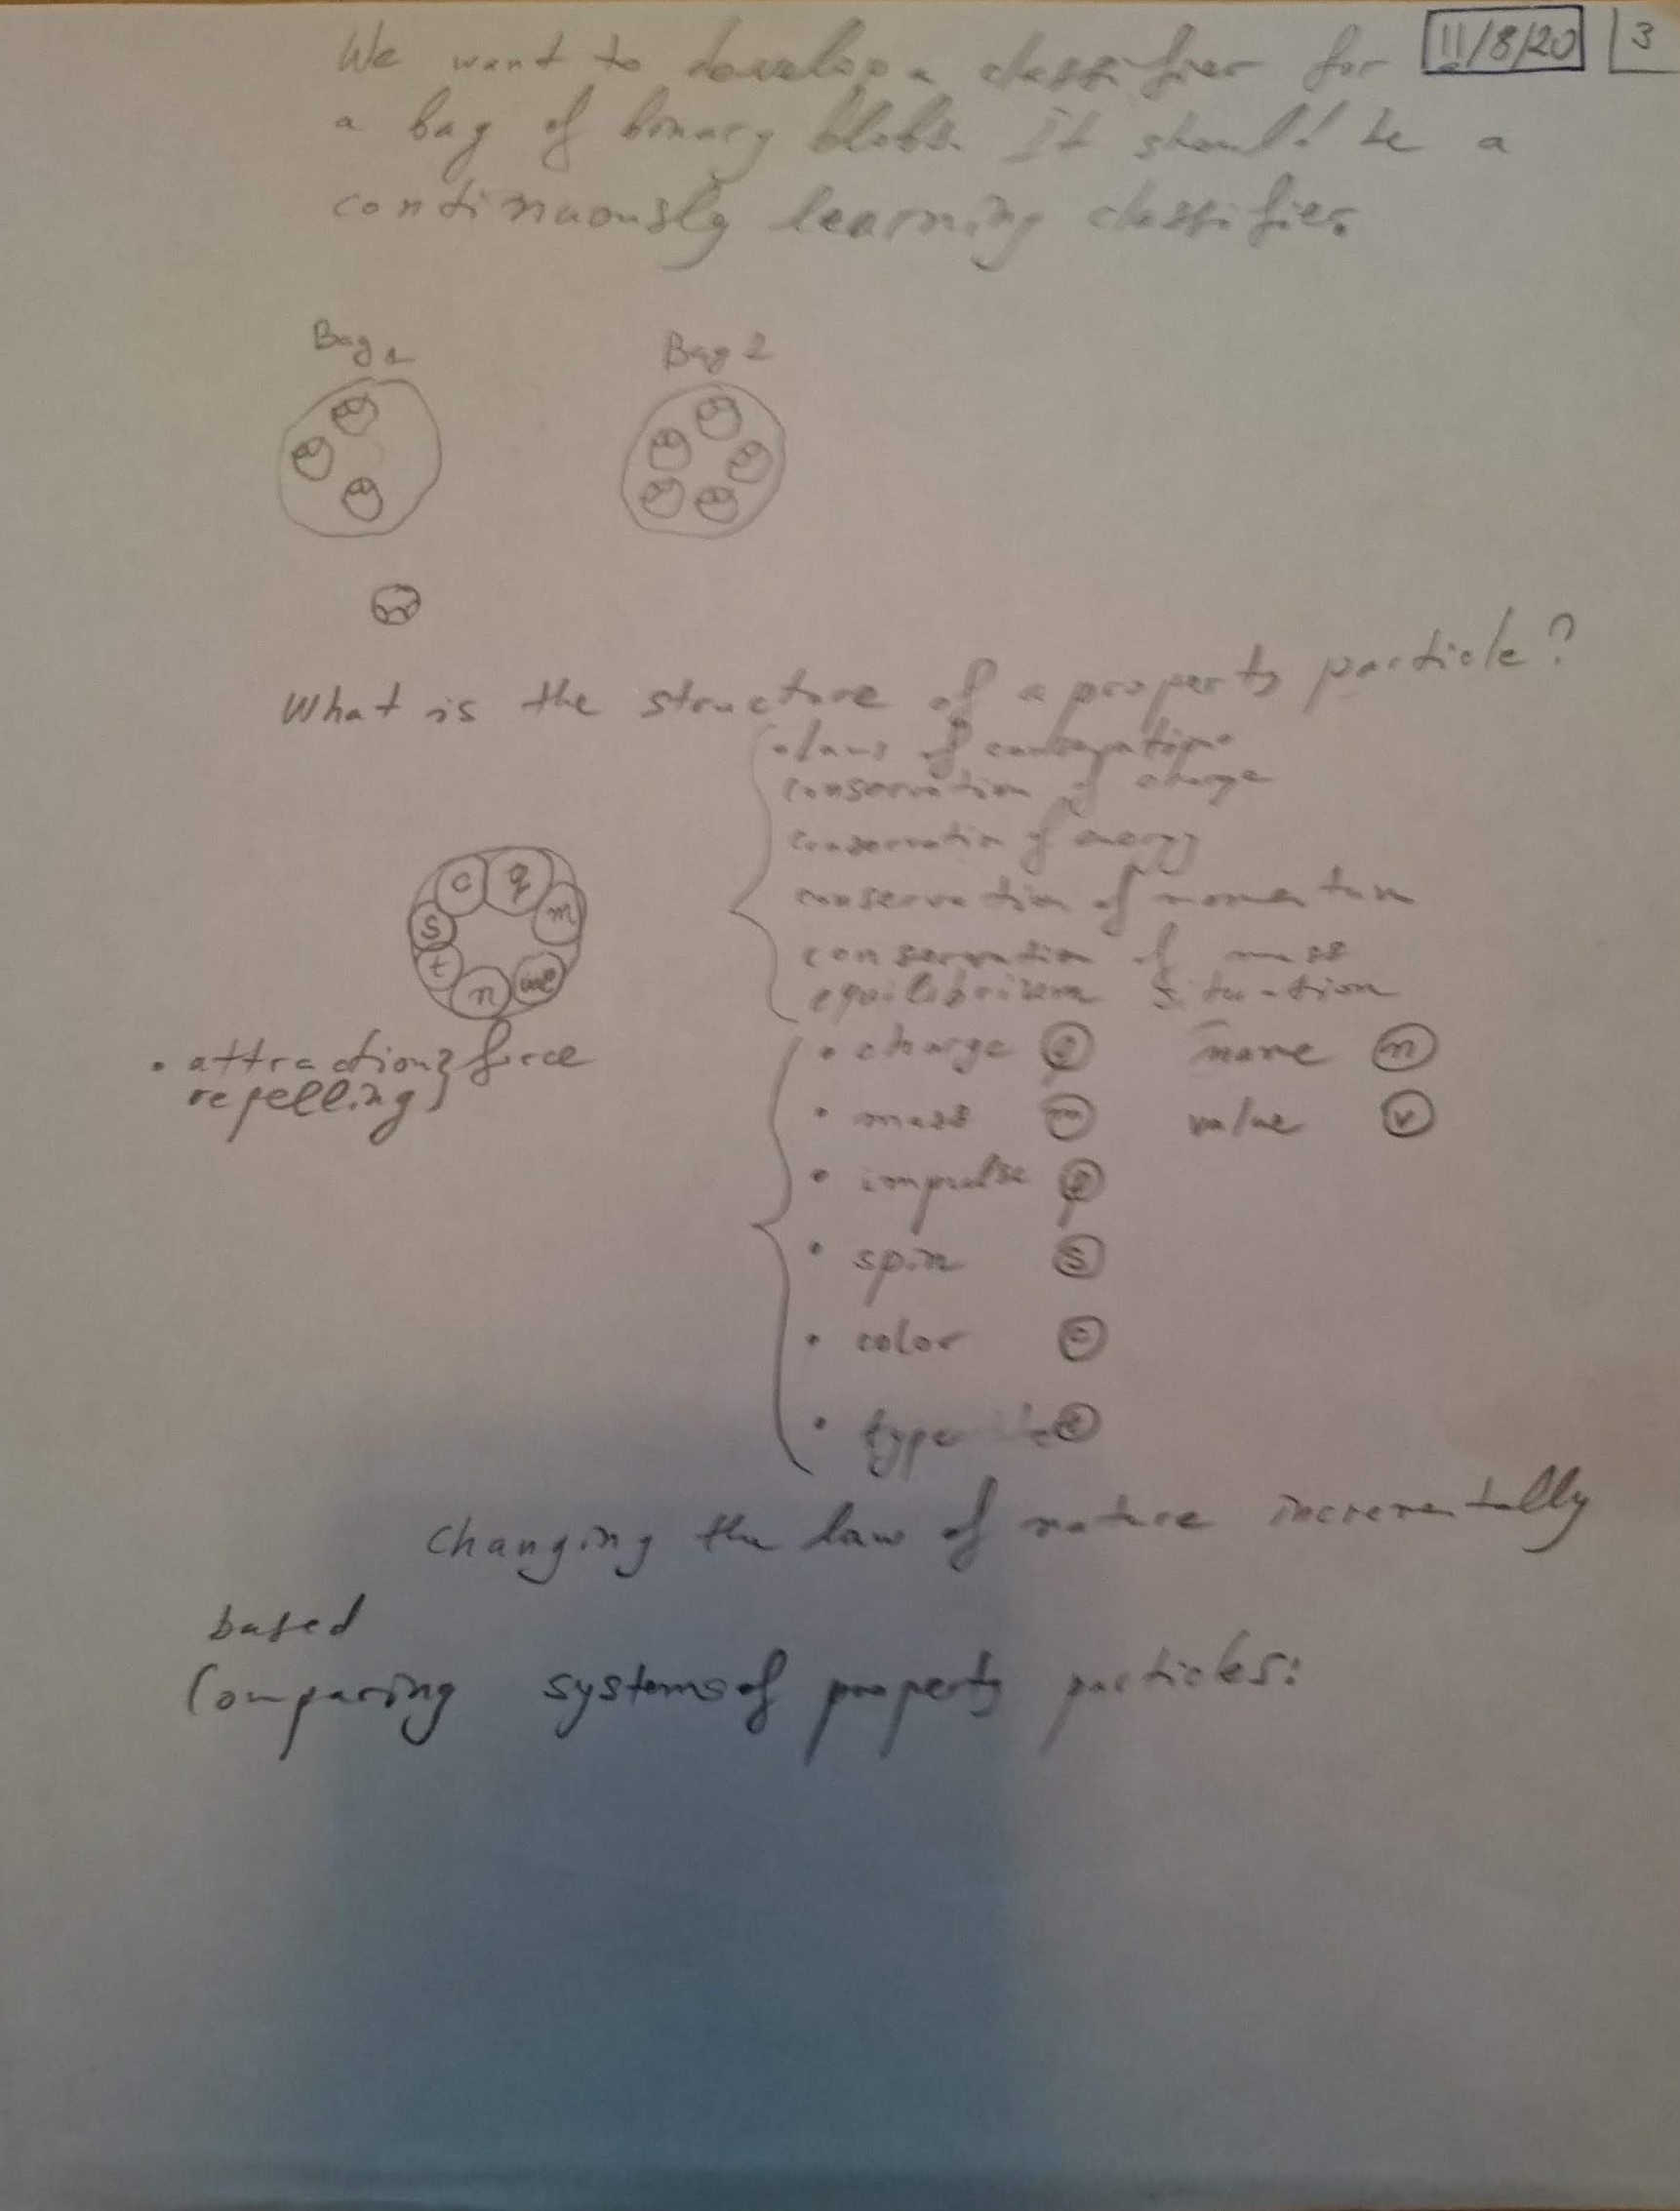 11/8/20 3
We want to develop a classifier for
a bag of binary blobs. It should be a
continuously learning classifier.
Bag 1 Bag 2
What is the structure of a property particle?
• laws of conservation
conservation of charge
conservation of energy
conservation of momentum
conservation of mass
equilibrium situation
c q
s m
t
n
• attraction } force
repelling
• charge q name n
• mass m value v
• impulse p
• spin s
• color c
• type t
Changing the law of nature incrementally
based
Comparing systems of property particles: